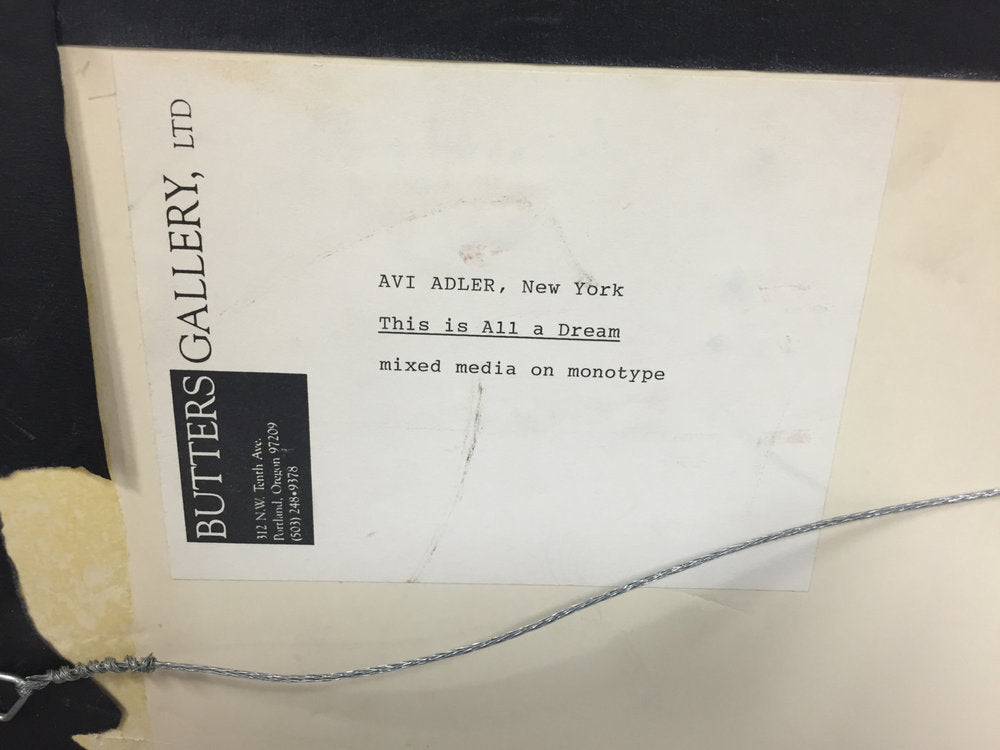 BUTTERS GALLERY, LTD
312 N.W. Tenth Ave.
Portland, Oregon 97209
(503) 248•9378
AVI ADLER, New York
This is All a Dream
mixed media on monotype